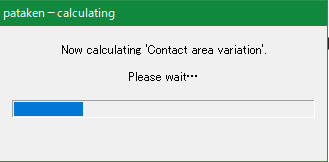 pataken－calculating
Now calculating 'Contact area variation'.
Please wait…